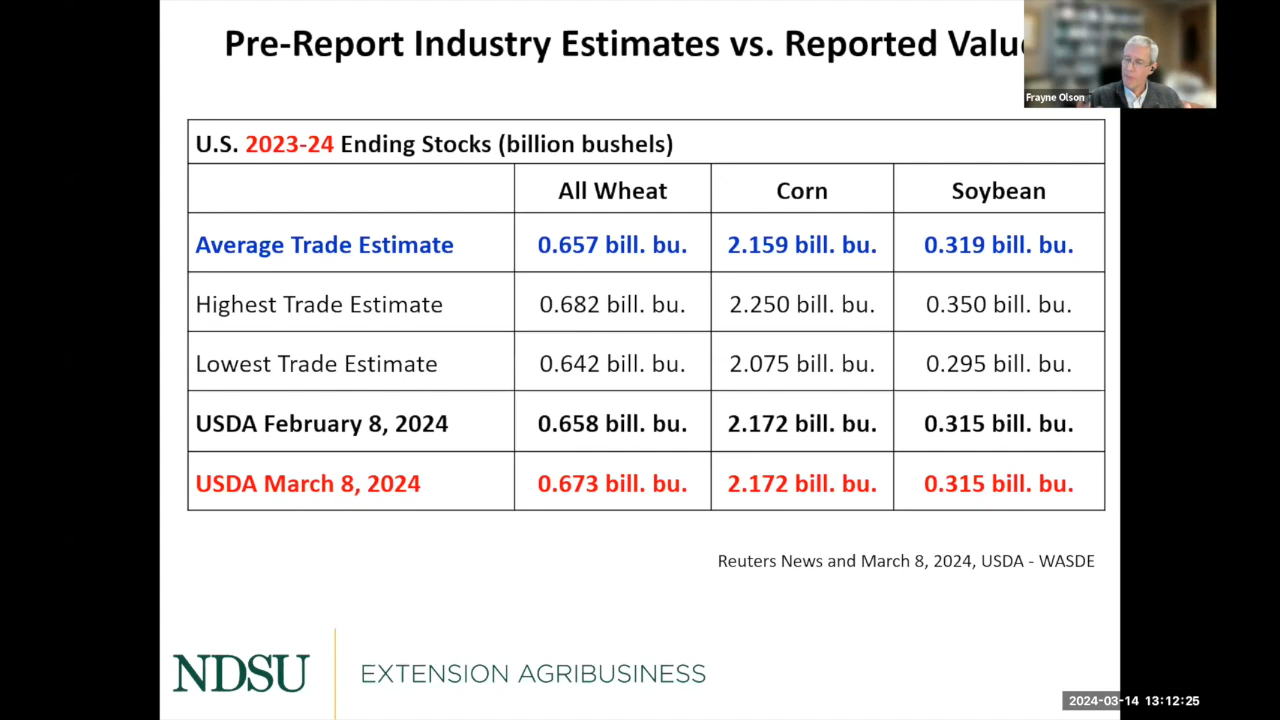 Pre-Report Industry Estimates vs. Reported Valu
Frayne Olson
U.S. 2023-24 Ending Stocks (billion bushels)
All Wheat Corn Soybean
Average Trade Estimate 0.657 bill. bu. 2.159 bill. bu. 0.319 bill. bu.
Highest Trade Estimate 0.682 bill. bu. 2.250 bill. bu. 0.350 bill. bu.
Lowest Trade Estimate 0.642 bill. bu. 2.075 bill. bu. 0.295 bill. bu.
USDA February 8, 2024 0.658 bill. bu. 2.172 bill. bu. 0.315 bill. bu.
USDA March 8, 2024 0.673 bill. bu. 2.172 bill. bu. 0.315 bill. bu.
Reuters News and March 8, 2024, USDA - WASDE
NDSU EXTENSION AGRIBUSINESS
2024-03-14 13:12:25